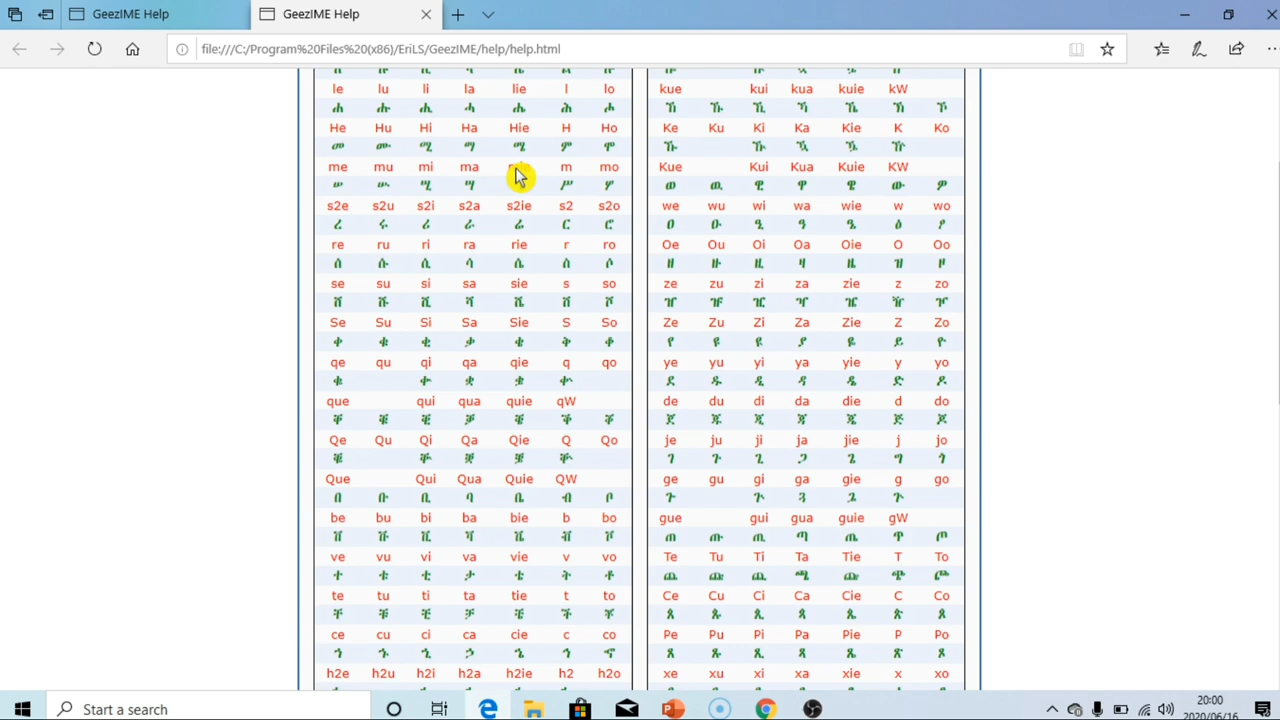 GeezIME Help GeezIME Help
file:///C:/Program%20Files%20(x86)/EriLS/GeezIME/help/help.html
le lu li la lie l lo kue kui kua kuie kW
ሐ ሑ ሒ ሓ ሔ ሕ ሖ ኸ ኹ ኺ ኻ ኼ ኽ ኾ
He Hu Hi Ha Hie H Ho Ke Ku Ki Ka Kie K Ko
መ ሙ ሚ ማ ሜ ም ሞ ዀ ዂ ዃ ዄ ዅ
me mu mi ma m mo Kue Kui Kua Kuie KW
ሠ ሡ ሢ ሣ ሥ ሦ ወ ዉ ዊ ዋ ዌ ው ዎ
s2e s2u s2i s2a s2ie s2 s2o we wu wi wa wie w wo
ረ ሩ ሪ ራ ሬ ር ሮ ዐ ዑ ዒ ዓ ዔ ዕ ዖ
re ru ri ra rie r ro Oe Ou Oi Oa Oie O Oo
ሰ ሱ ሲ ሳ ሴ ስ ሶ ዘ ዙ ዚ ዛ ዜ ዝ ዞ
se su si sa sie s so ze zu zi za zie z zo
ሸ ሹ ሺ ሻ ሼ ሽ ሾ ዠ ዡ ዢ ዣ ዤ ዥ ዦ
Se Su Si Sa Sie S So Ze Zu Zi Za Zie Z Zo
ቀ ቁ ቂ ቃ ቄ ቅ ቆ የ ዩ ዪ ያ ዬ ይ ዮ
qe qu qi qa qie q qo ye yu yi ya yie y yo
ቈ ቊ ቋ ቌ ቍ ደ ዱ ዲ ዳ ዴ ድ ዶ
que qui qua quie qW de du di da die d do
ቐ ቑ ቒ ቓ ቔ ቕ ቖ ጀ ጁ ጂ ጃ ጄ ጅ ጆ
Qe Qu Qi Qa Qie Q Qo je ju ji ja jie j jo
ቘ ቚ ቛ ቜ ቝ ገ ጉ ጊ ጋ ጌ ግ ጎ
Que Qui Qua Quie QW ge gu gi ga gie g go
በ ቡ ቢ ባ ቤ ብ ቦ ጐ ጒ ጓ ጔ ጕ
be bu bi ba bie b bo gue gui gua guie gW
ቨ ቩ ቪ ቫ ቬ ቭ ቮ ጠ ጡ ጢ ጣ ጤ ጥ ጦ
ve vu vi va vie v vo Te Tu Ti Ta Tie T To
ተ ቱ ቲ ታ ቴ ት ቶ ጨ ጩ ጪ ጫ ጬ ጭ ጮ
te tu ti ta tie t to Ce Cu Ci Ca Cie C Co
ቸ ቹ ቺ ቻ ቼ ች ቾ ጰ ጱ ጲ ጳ ጴ ጵ ጶ
ce cu ci ca cie c co Pe Pu Pi Pa Pie P Po
ኀ ኁ ኂ ኃ ኄ ኅ ኆ ጸ ጹ ጺ ጻ ጼ ጽ ጾ
h2e h2u h2i h2a h2ie h2 h2o xe xu xi xa xie x xo
Start a search
20:00
2020/06/16